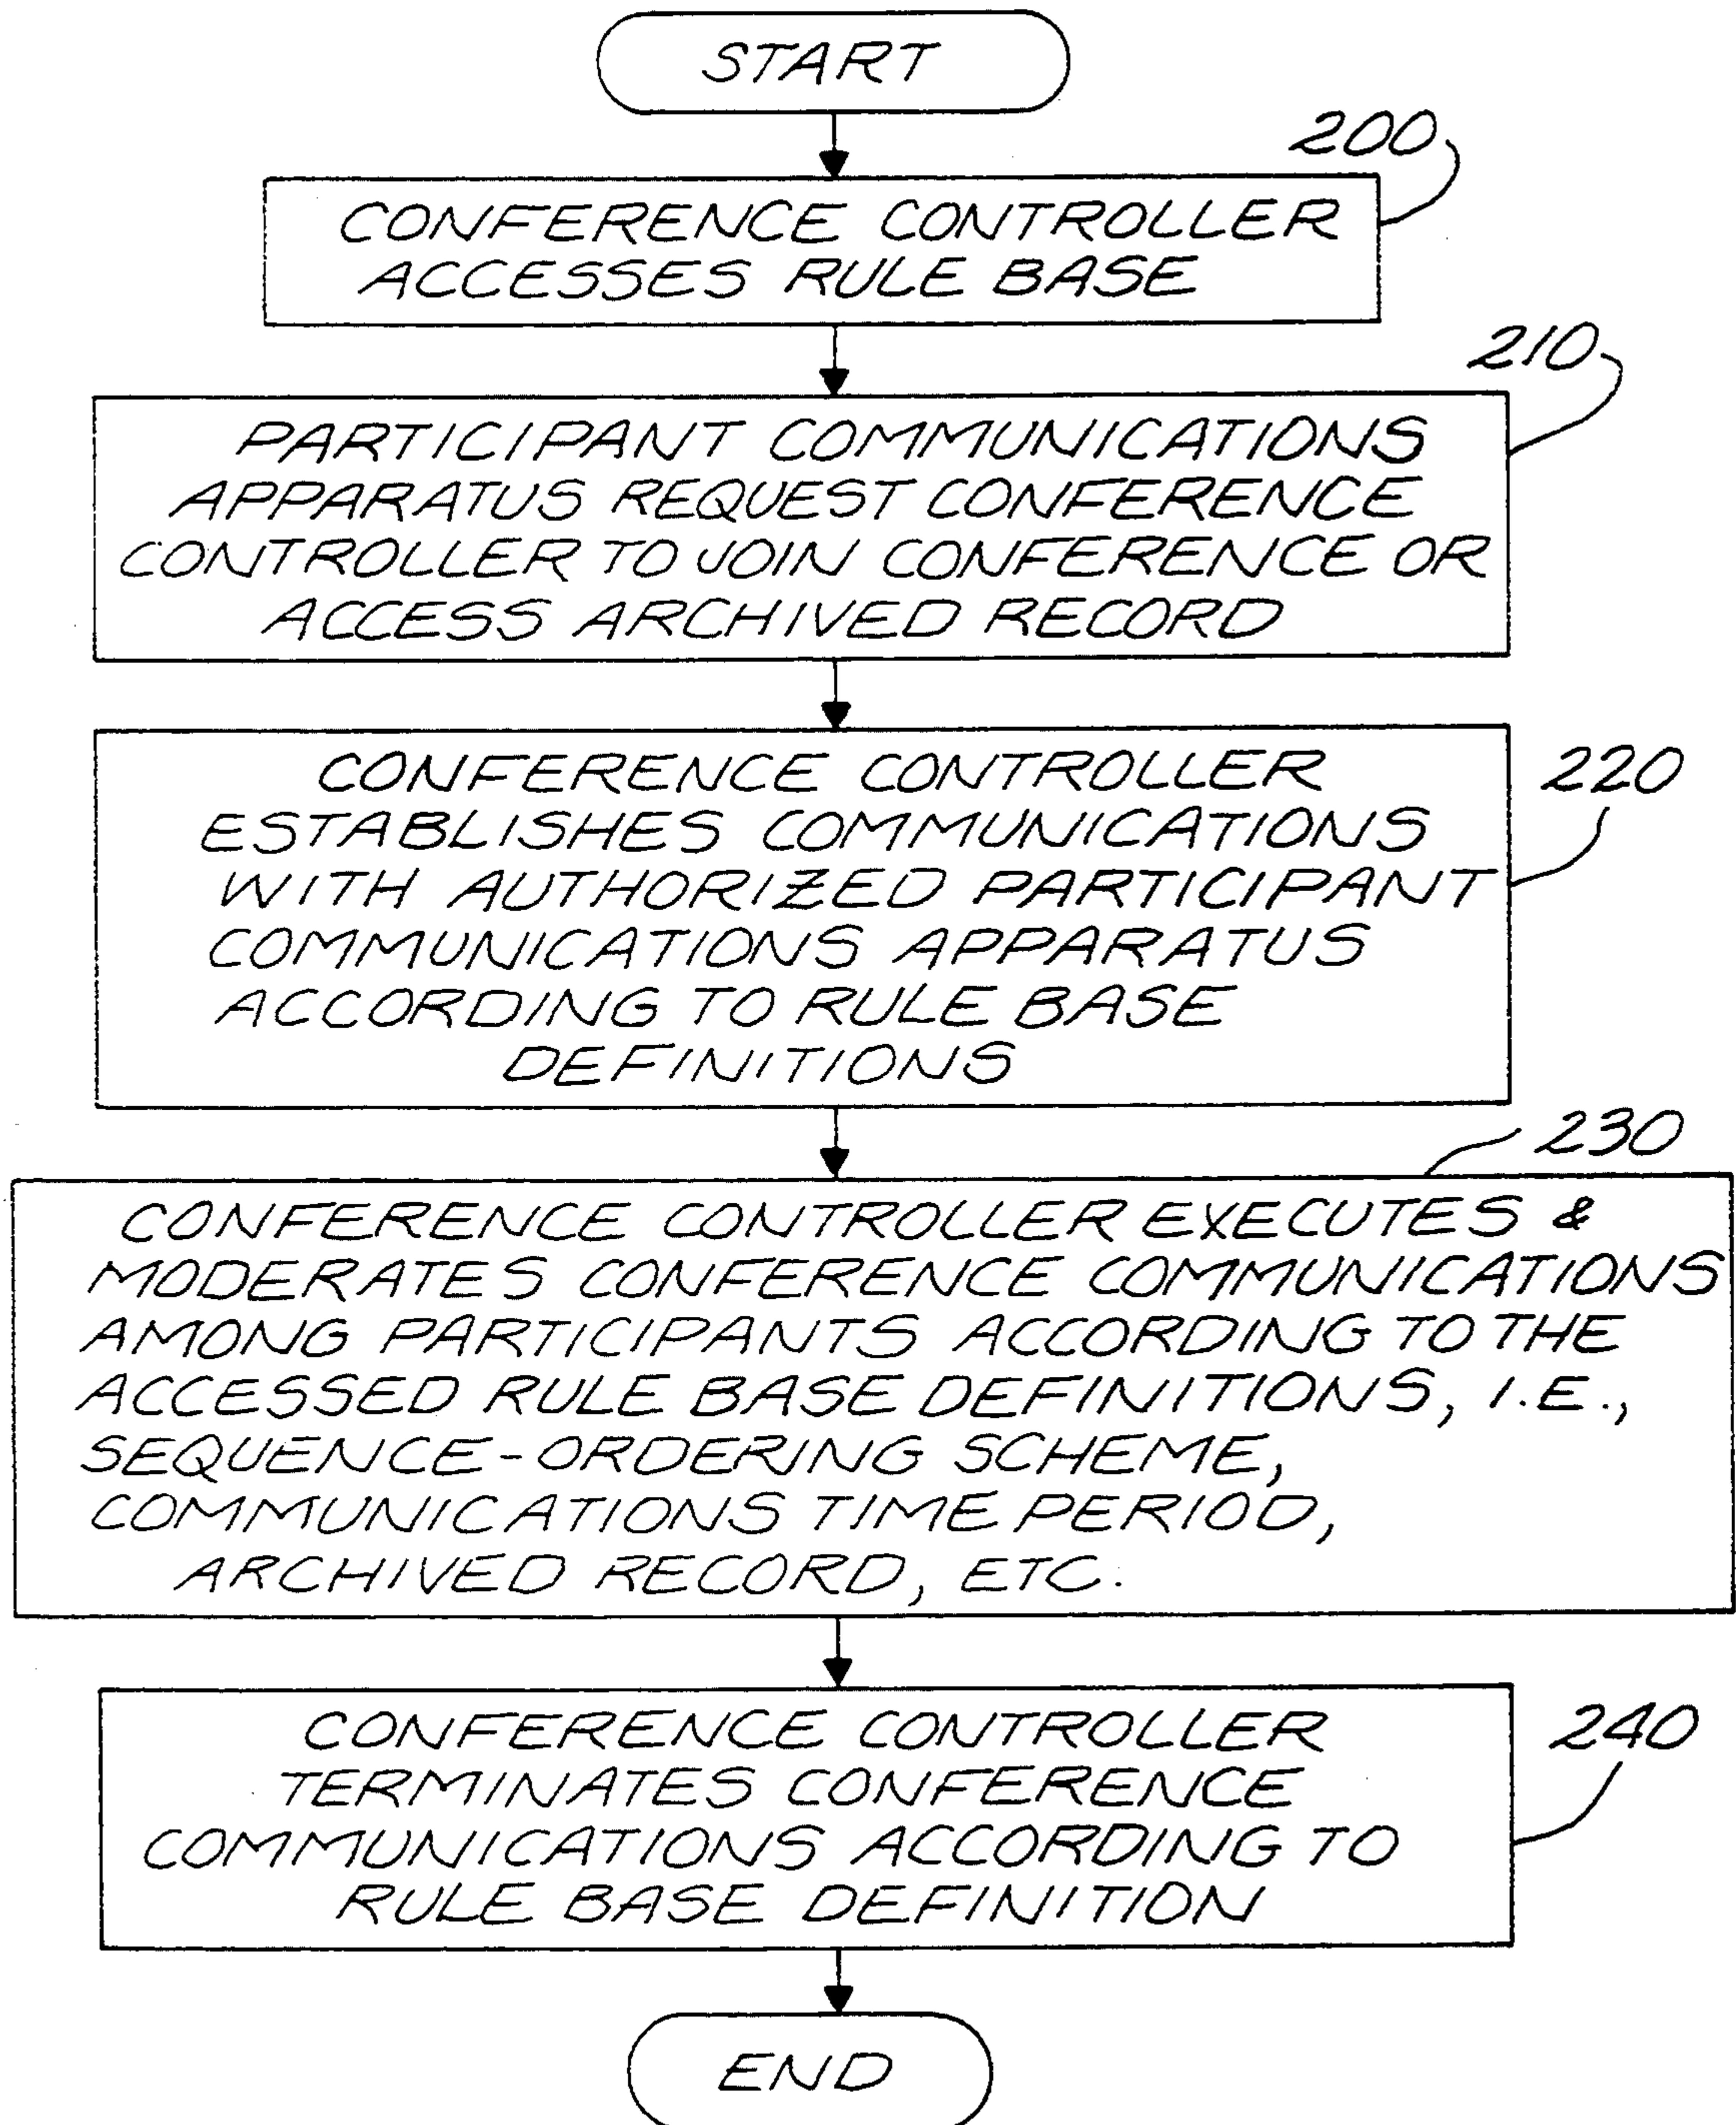 START
200
CONFERENCE CONTROLLER
ACCESSES RULE BASE
210
PARTICIPANT COMMUNICATIONS
APPARATUS REQUEST CONFERENCE
CONTROLLER TO JOIN CONFERENCE OR
ACCESS ARCHIVED RECORD
220
CONFERENCE CONTROLLER
ESTABLISHES COMMUNICATIONS
WITH AUTHORIZED PARTICIPANT
COMMUNICATIONS APPARATUS
ACCORDING TO RULE BASE
DEFINITIONS
230
CONFERENCE CONTROLLER EXECUTES &
MODERATES CONFERENCE COMMUNICATIONS
AMONG PARTICIPANTS ACCORDING TO THE
ACCESSED RULE BASE DEFINITIONS, I.E.,
SEQUENCE-ORDERING SCHEME,
COMMUNICATIONS TIME PERIOD,
ARCHIVED RECORD, ETC.
240
CONFERENCE CONTROLLER
TERMINATES CONFERENCE
COMMUNICATIONS ACCORDING TO
RULE BASE DEFINITION
END